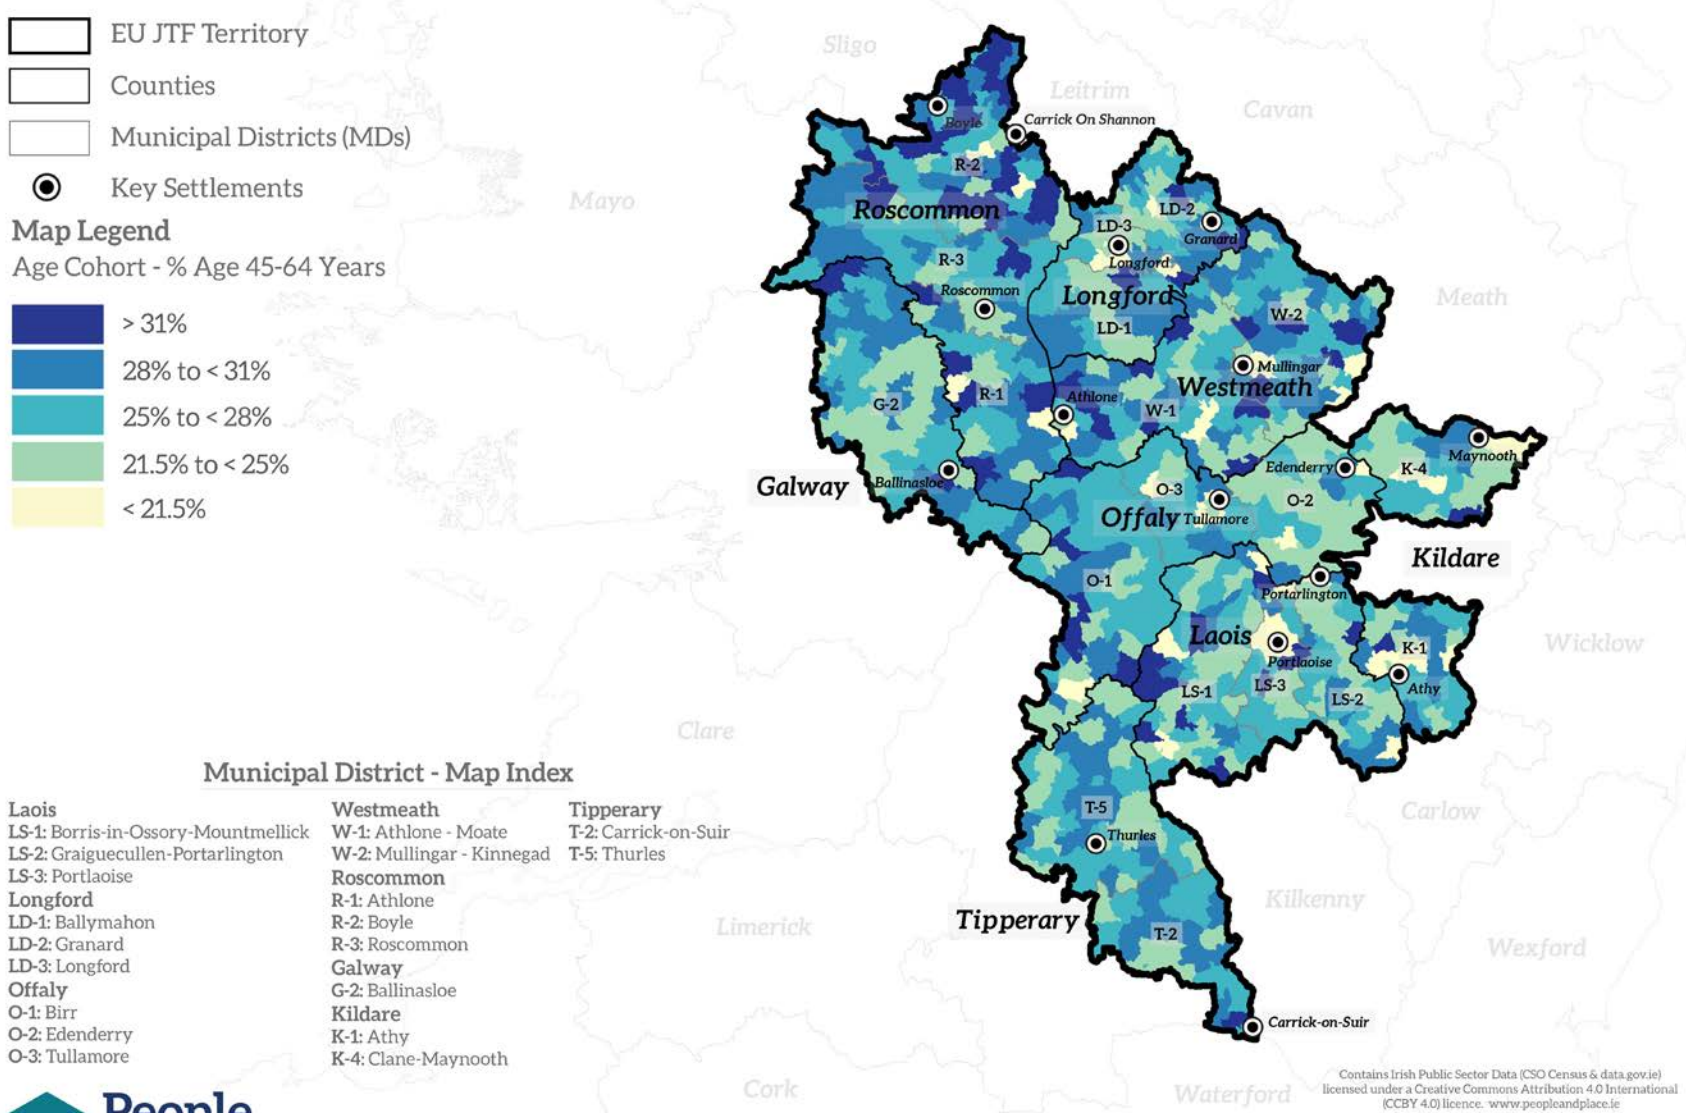 EU JTF Territory
Counties
Municipal Districts (MDs)
Key Settlements
Map Legend
Age Cohort - % Age 45-64 Years
> 31%
28% to < 31%
25% to < 28%
21.5% to < 25%
< 21.5%
Sligo
Leitrim
Cavan
Mayo
Meath
Boyle
Carrick On Shannon
R-2
Roscommon
LD-2
LD-3
Granard
Longford
R-3
Roscommon
Longford
W-2
LD-1
Mullingar
Westmeath
G-2
R-1
Athlone
W-1
Maynooth
Edenderry
K-4
Galway
Ballinasloe
O-3
O-2
Offaly
Tullamore
Kildare
O-1
Portarlington
Laois
Wicklow
K-1
Portlaoise
LS-1
LS-3
LS-2
Athy
Clare
T-5
Carlow
Thurles
Kilkenny
Tipperary
Limerick
T-2
Wexford
Carrick-on-Suir
Cork
Waterford
Municipal District - Map Index
Laois
LS-1: Borris-in-Ossory-Mountmellick
LS-2: Graiguecullen-Portarlington
LS-3: Portlaoise
Longford
LD-1: Ballymahon
LD-2: Granard
LD-3: Longford
Offaly
O-1: Birr
O-2: Edenderry
O-3: Tullamore
Westmeath
W-1: Athlone - Moate
W-2: Mullingar - Kinnegad
Roscommon
R-1: Athlone
R-2: Boyle
R-3: Roscommon
Galway
G-2: Ballinasloe
Kildare
K-1: Athy
K-4: Clane-Maynooth
Tipperary
T-2: Carrick-on-Suir
T-5: Thurles
People
Contains Irish Public Sector Data (CSO Census & data.gov.ie)
licensed under a Creative Commons Attribution 4.0 International
(CCBY 4.0) licence. www.peopleandplace.ie